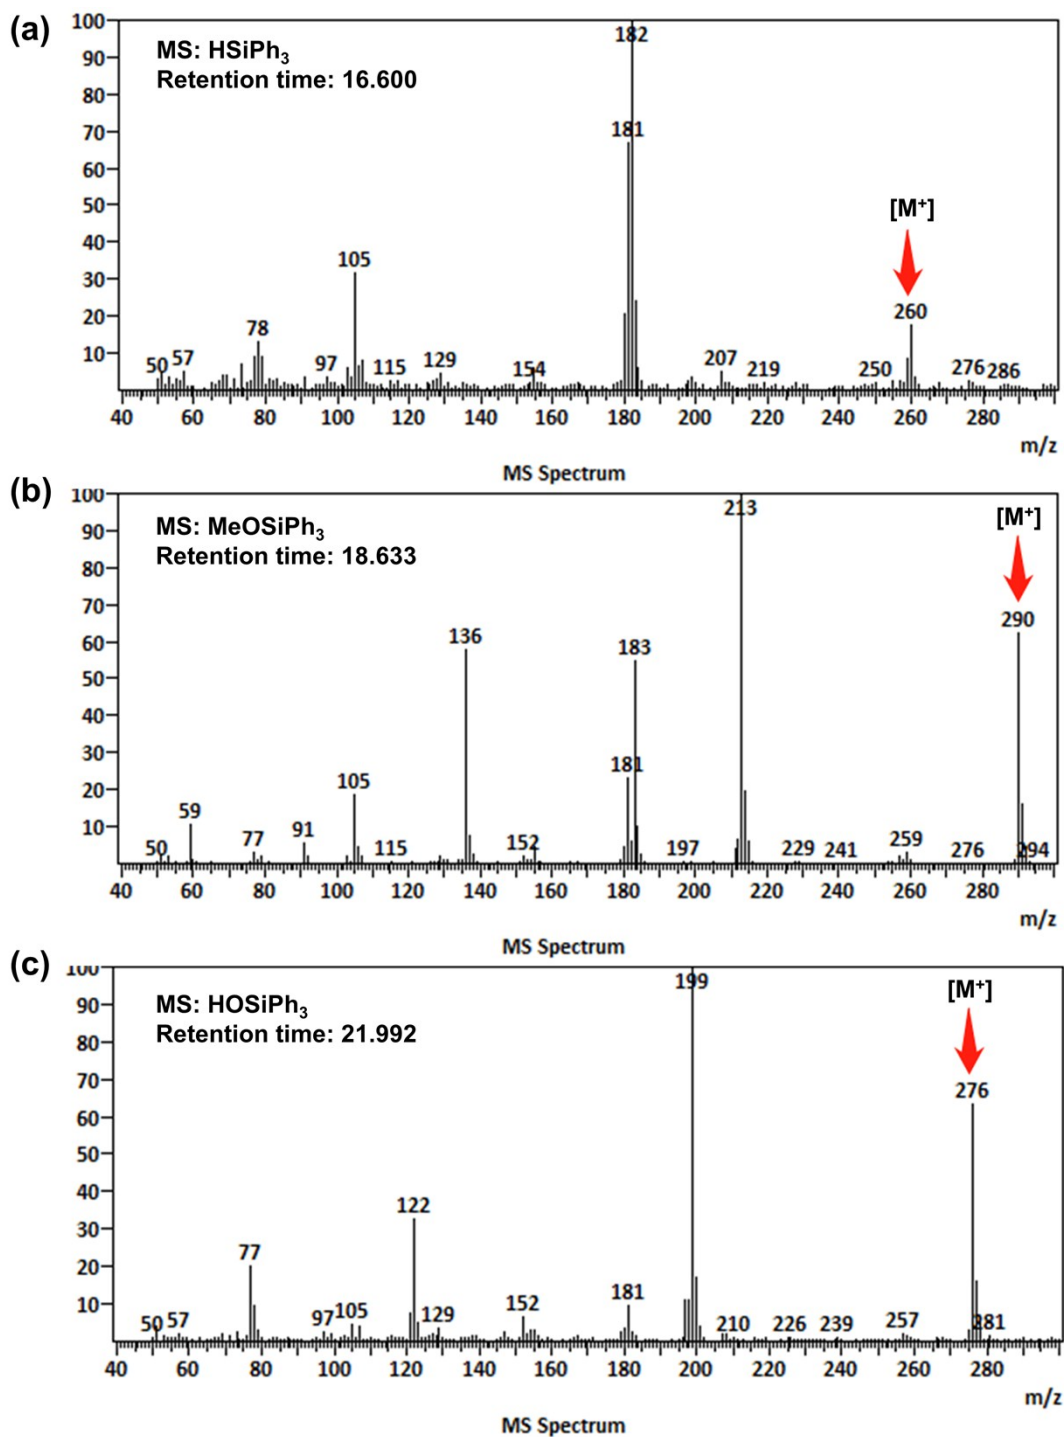 (a)
MS: HSiPh3
Retention time: 16.600
[M+]
100
90
80
70
60
50
40
30
20
10
50 57 78 97 105 115 129 154 181 182 207 219 250 260 276 286
40 60 80 100 120 140 160 180 200 220 240 260 280
m/z
MS Spectrum
(b)
MS: MeOSiPh3
Retention time: 18.633
[M+]
100
90
80
70
60
50
40
30
20
10
50 59 77 91 105 115 136 152 181 183 197 213 229 241 259 276 290 294
40 60 80 100 120 140 160 180 200 220 240 260 280
m/z
MS Spectrum
(c)
MS: HOSiPh3
Retention time: 21.992
[M+]
100
90
80
70
60
50
40
30
20
10
50 57 77 97 105 122 129 152 181 199 210 226 239 257 276 281
40 60 80 100 120 140 160 180 200 220 240 260 280
m/z
MS Spectrum